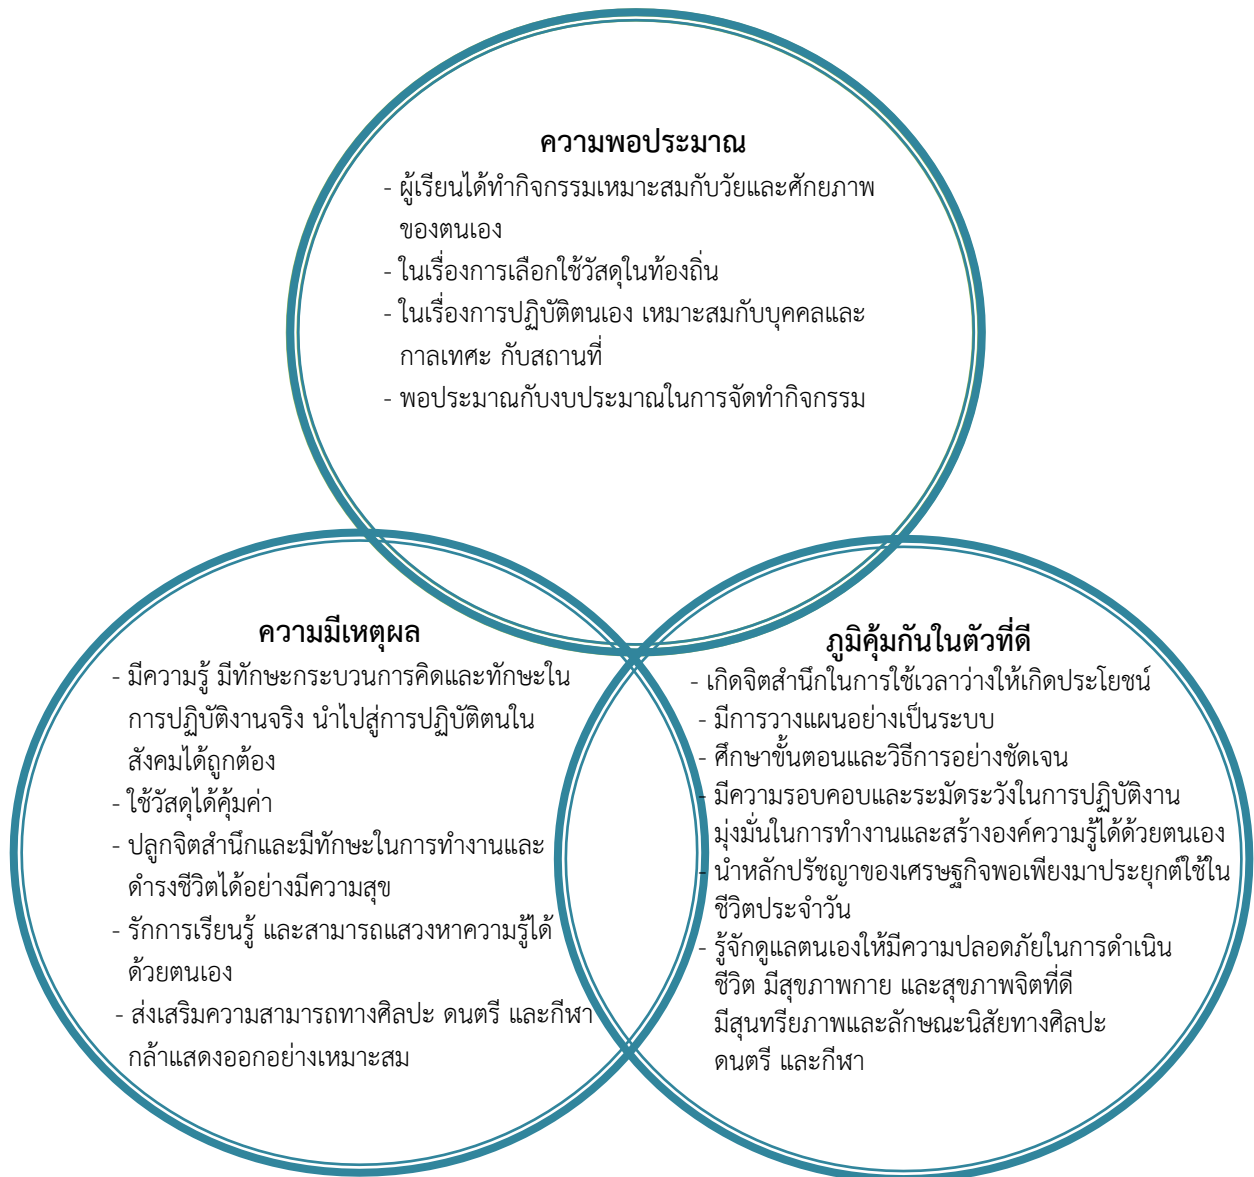 ความพอประมาณ
- ผู้เรียนได้ทำกิจกรรมเหมาะสมกับวัยและศักยภาพ
ของตนเอง
- ในเรื่องการเลือกใช้วัสดุในท้องถิ่น
- ในเรื่องการปฏิบัติตนเอง เหมาะสมกับบุคคลและ
กาลเทศะ กับสถานที่
- พอประมาณกับงบประมาณในการจัดทำกิจกรรม
ความมีเหตุผล
- มีความรู้ มีทักษะกระบวนการคิดและทักษะใน
การปฏิบัติงานจริง นำไปสู่การปฏิบัติตนใน
สังคมได้ถูกต้อง
- ใช้วัสดุได้คุ้มค่า
- ปลูกจิตสำนึกและมีทักษะในการทำงานและ
ดำรงชีวิตได้อย่างมีความสุข
- รักการเรียนรู้ และสามารถแสวงหาความรู้ได้
ด้วยตนเอง
- ส่งเสริมความสามารถทางศิลปะ ดนตรี และกีฬา
กล้าแสดงออกอย่างเหมาะสม
ภูมิคุ้มกันในตัวที่ดี
- เกิดจิตสำนึกในการใช้เวลาว่างให้เกิดประโยชน์
- มีการวางแผนอย่างเป็นระบบ
- ศึกษาขั้นตอนและวิธีการอย่างชัดเจน
- มีความรอบคอบและระมัดระวังในการปฏิบัติงาน
มุ่งมั่นในการทำงานและสร้างองค์ความรู้ได้ด้วยตนเอง
- นำหลักปรัชญาของเศรษฐกิจพอเพียงมาประยุกต์ใช้ใน
ชีวิตประจำวัน
- รู้จักดูแลตนเองให้มีความปลอดภัยในการดำเนิน
ชีวิต มีสุขภาพกาย และสุขภาพจิตที่ดี
มีสุนทรียภาพและลักษณะนิสัยทางศิลปะ
ดนตรี และกีฬา